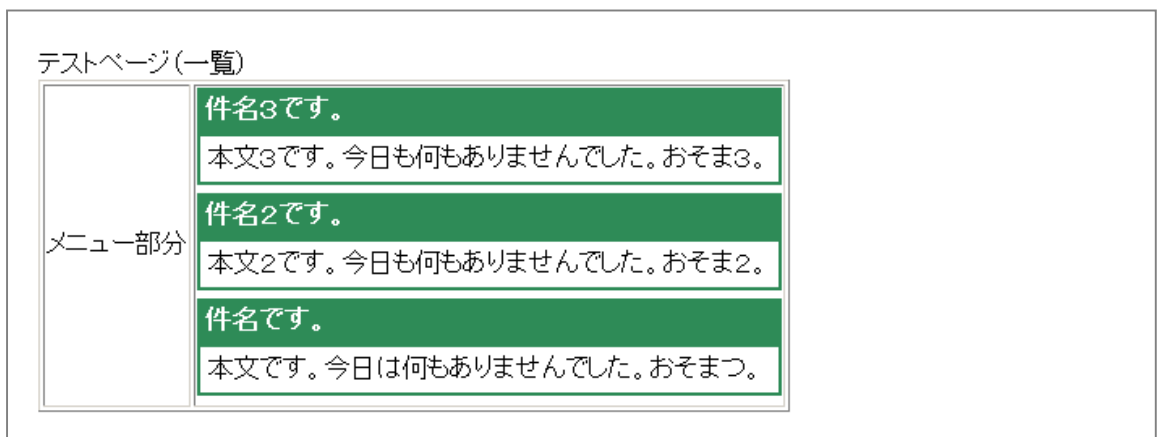 テストページ(一覧)
メニュー部分
件名3です。
本文3です。今日も何もありませんでした。おそま3。
件名2です。
本文2です。今日も何もありませんでした。おそま2。
件名です。
本文です。今日は何もありませんでした。おそまつ。